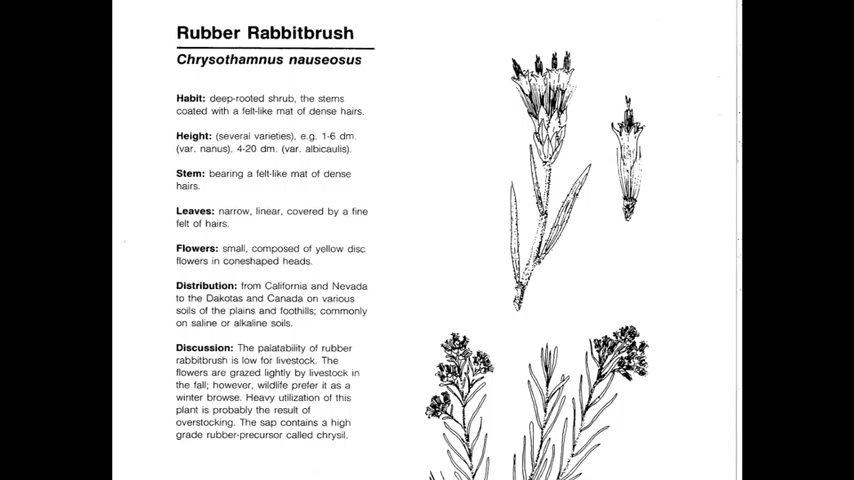 Rubber Rabbitbrush
Chrysothamnus nauseosus
Habit: deep-rooted shrub, the stems
coated with a felt-like mat of dense hairs.
Height: (several varieties), e.g. 1-6 dm.
(var. nanus), 4-20 dm. (var. albicaulis).
Stem: bearing a felt-like mat of dense
hairs.
Leaves: narrow, linear, covered by a fine
felt of hairs.
Flowers: small, composed of yellow disc
flowers in coneshaped heads.
Distribution: from California and Nevada
to the Dakotas and Canada on various
soils of the plains and foothills; commonly
on saline or alkaline soils.
Discussion: The palatability of rubber
rabbitbrush is low for livestock. The
flowers are grazed lightly by livestock in
the fall; however, wildlife prefer it as a
winter browse. Heavy utilization of this
plant is probably the result of
overstocking. The sap contains a high
grade rubber-precursor called chrysil.